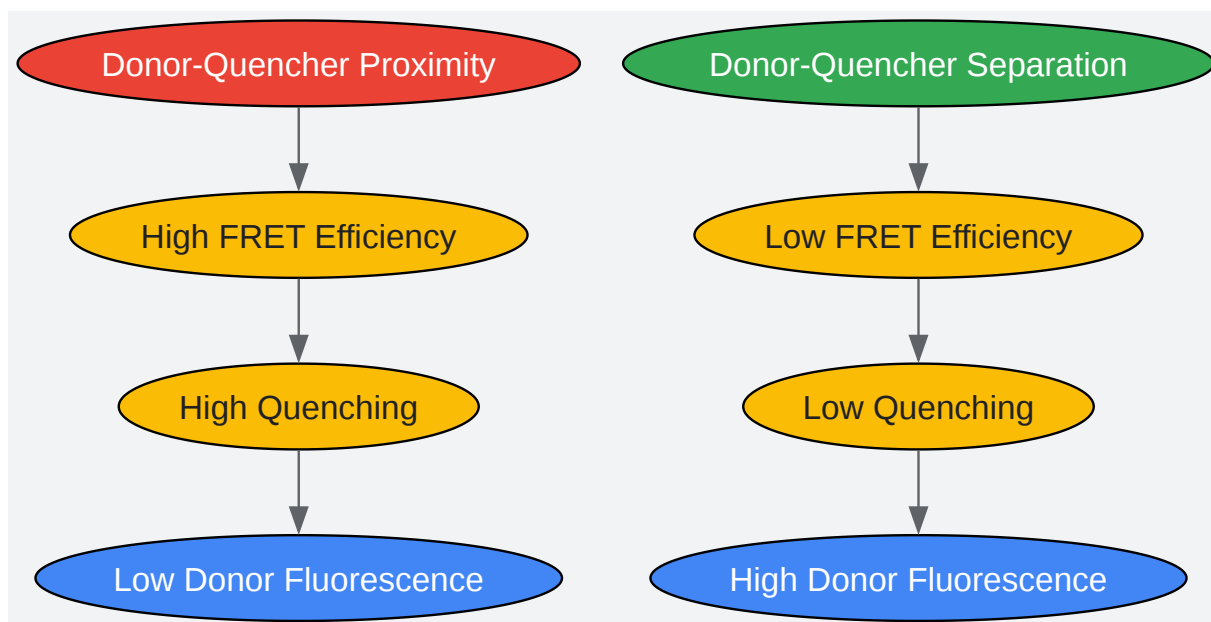 Donor-Quencher Proximity
High FRET Efficiency
High Quenching
Low Donor Fluorescence
Donor-Quencher Separation
Low FRET Efficiency
Low Quenching
High Donor Fluorescence